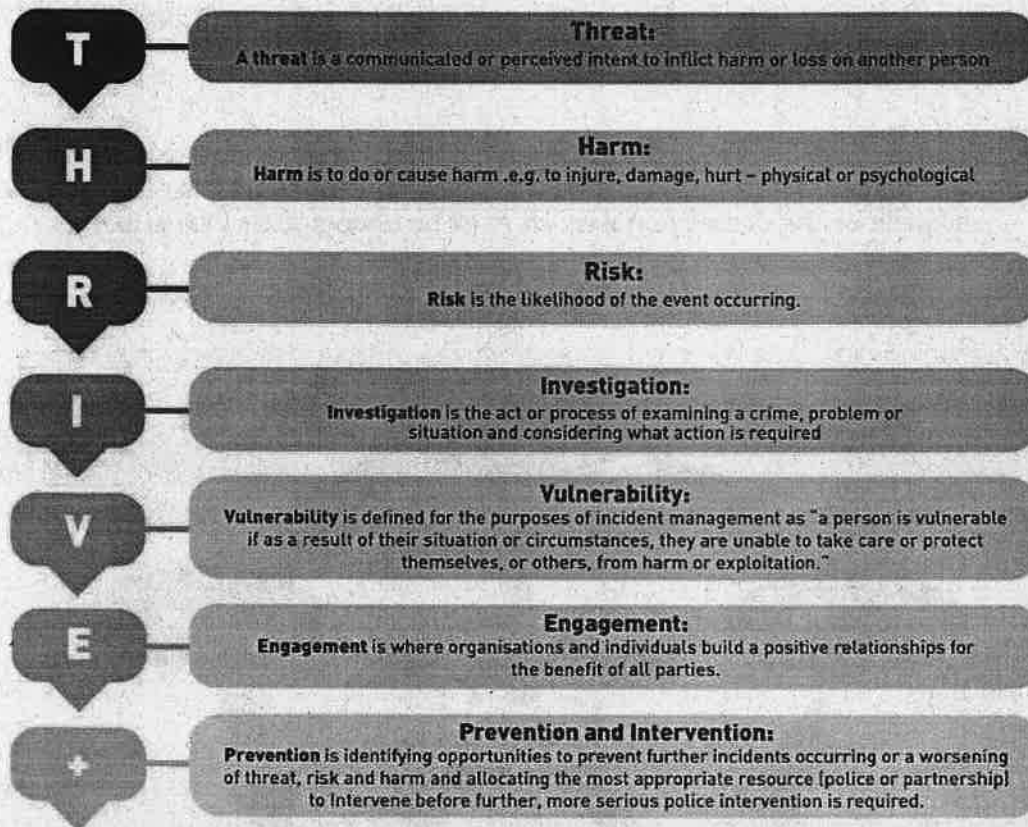 T
Threat:
A threat is a communicated or perceived intent to inflict harm or loss on another person
H
Harm:
Harm is to do or cause harm .e.g. to injure, damage, hurt – physical or psychological
R
Risk:
Risk is the likelihood of the event occurring.
I
Investigation:
Investigation is the act or process of examining a crime, problem or
situation and considering what action is required
V
Vulnerability:
Vulnerability is defined for the purposes of incident management as "a person is vulnerable
if as a result of their situation or circumstances, they are unable to take care or protect
themselves, or others, from harm or exploitation."
E
Engagement:
Engagement is where organisations and individuals build a positive relationships for
the benefit of all parties.
+
Prevention and Intervention:
Prevention is identifying opportunities to prevent further incidents occurring or a worsening
of threat, risk and harm and allocating the most appropriate resource (police or partnership)
to Intervene before further, more serious police intervention is required.